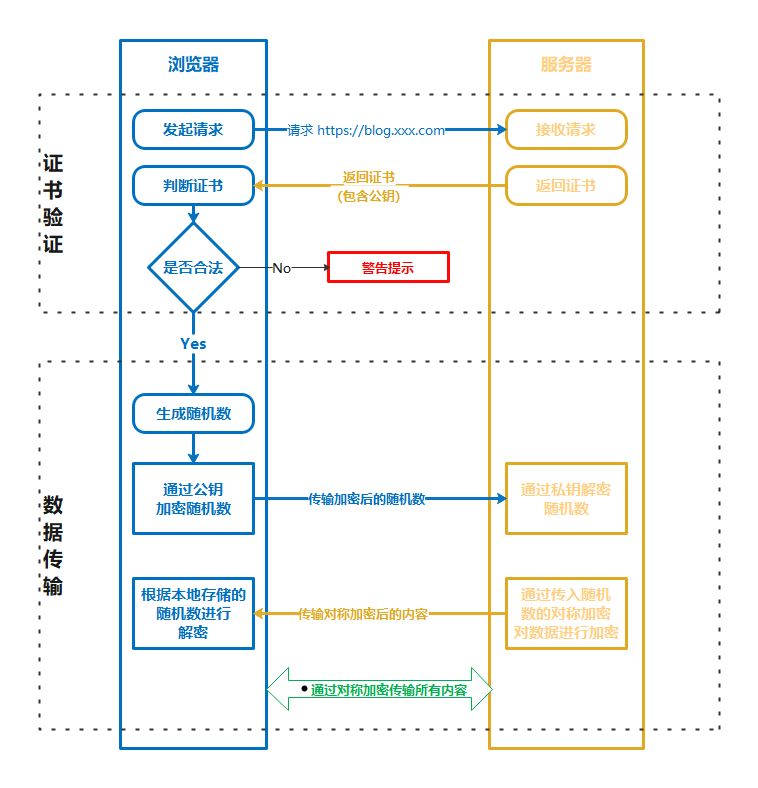 浏览器
服务器
证
书
验
证
发起请求
请求 https://blog.xxx.com
接收请求
判断证书
返回证书
(包含公钥)
返回证书
是否合法
No
警告提示
Yes
数
据
传
输
生成随机数
通过公钥
加密随机数
传输加密后的随机数
通过私钥解密
随机数
根据本地存储的
随机数进行
解密
传输对称加密后的内容
通过传入随机
数的对称加密
对数据进行加密
• 通过对称加密传输所有内容